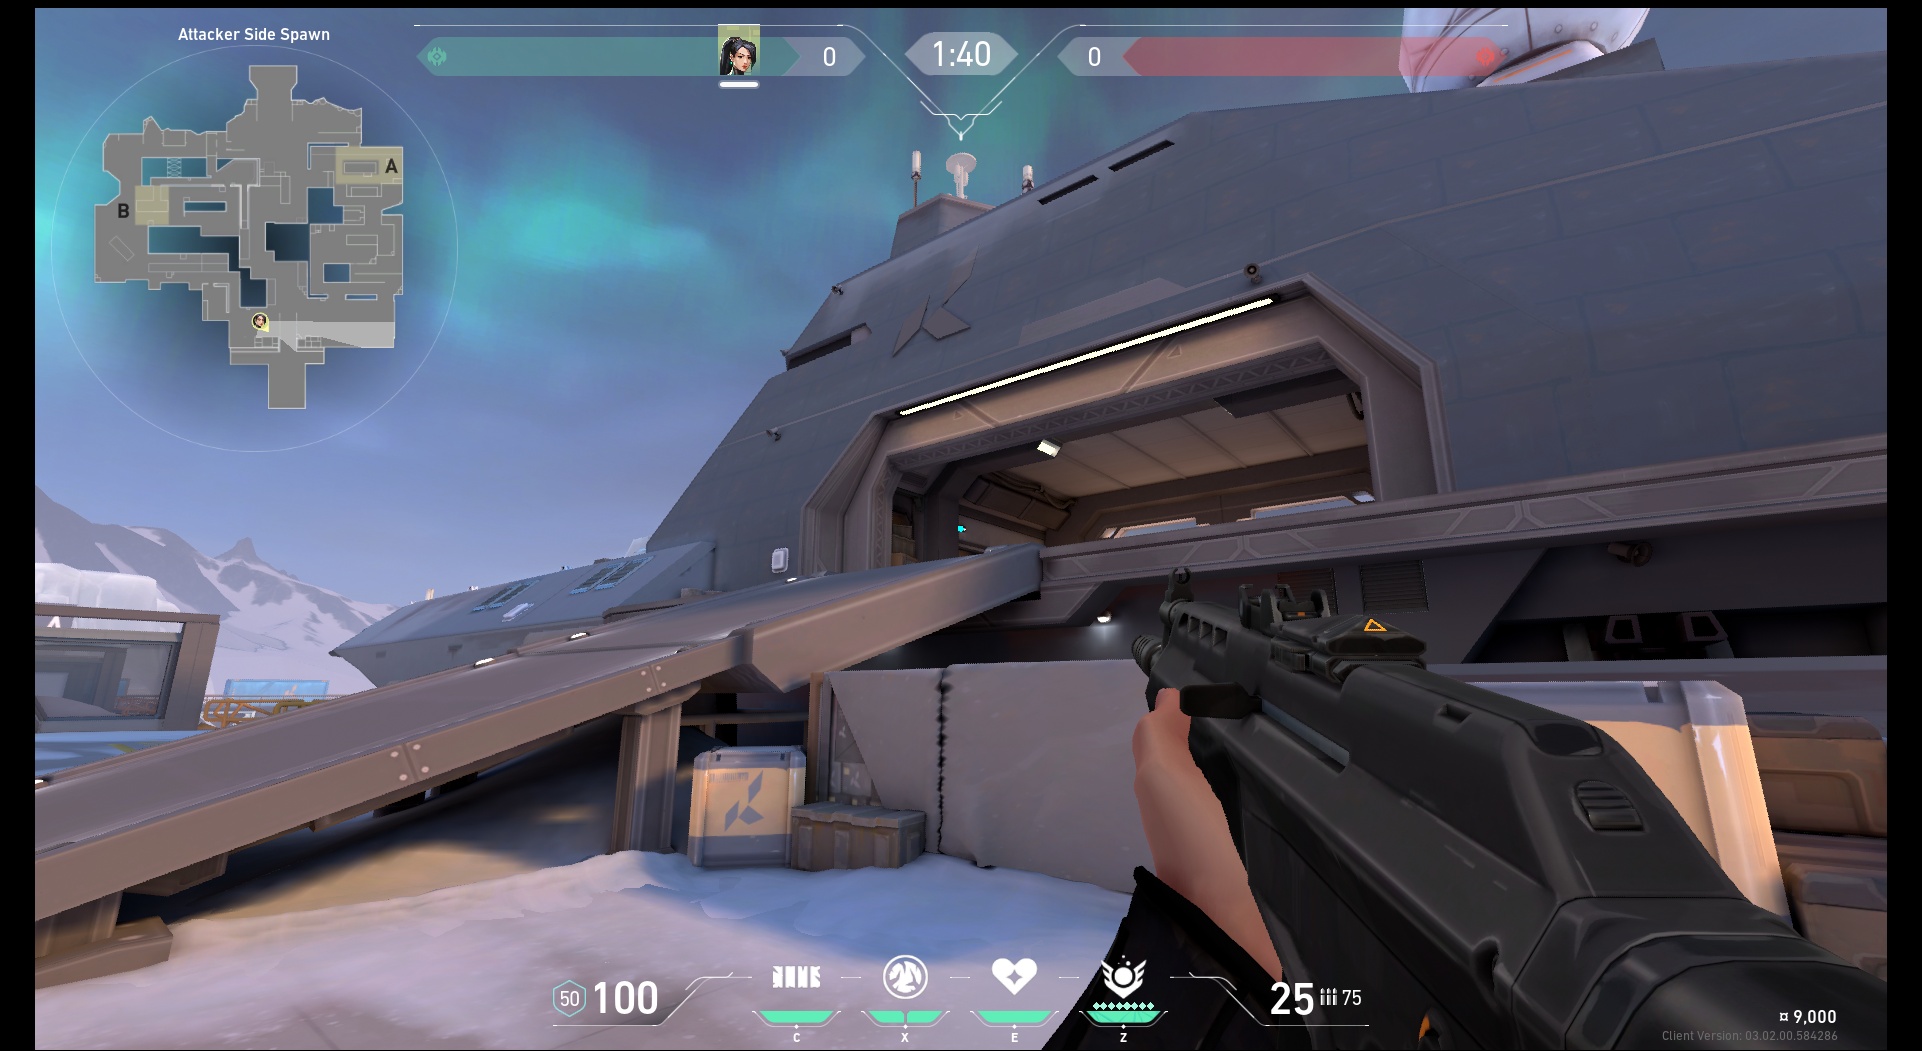 Attacker Side Spawn
0
1:40
0
A
B
50 100
25 75
C X E Z
¤ 9,000
Client Version: 03.02.00.584286